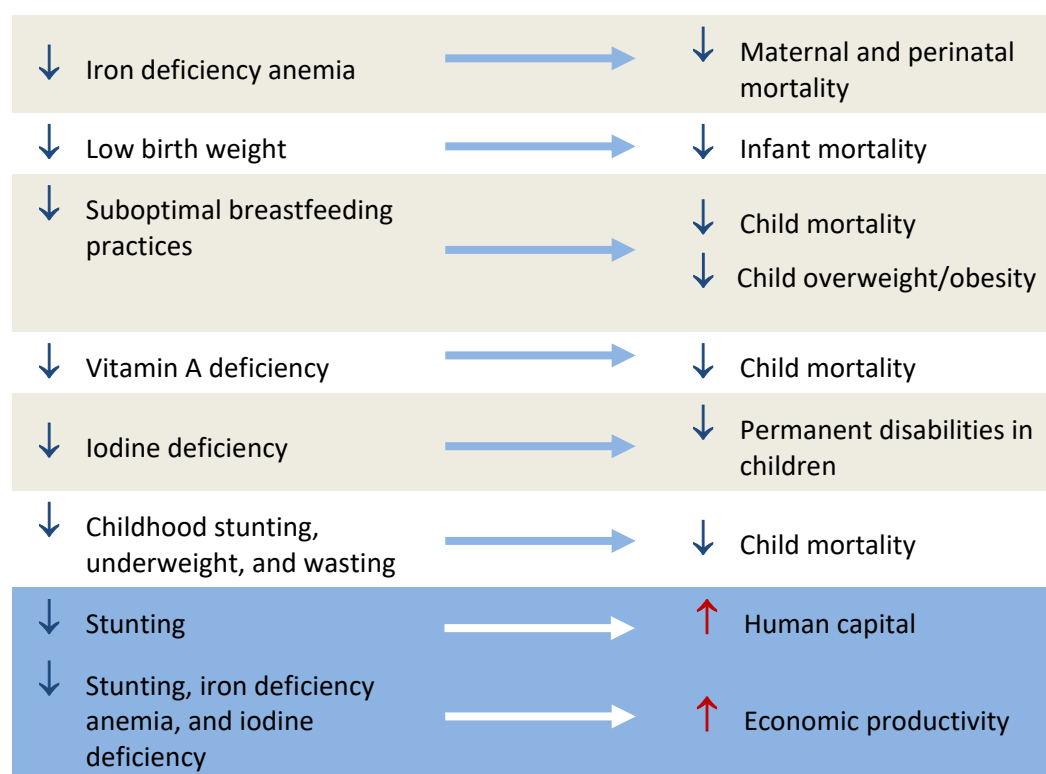 ↓ Iron deficiency anemia → ↓ Maternal and perinatal
mortality
↓ Low birth weight → ↓ Infant mortality
↓ Suboptimal breastfeeding
practices
→ ↓ Child mortality
↓ Child overweight/obesity
↓ Vitamin A deficiency → ↓ Child mortality
↓ Iodine deficiency → ↓ Permanent disabilities in
children
↓ Childhood stunting,
underweight, and wasting
→ ↓ Child mortality
↓ Stunting → ↑ Human capital
↓ Stunting, iron deficiency
anemia, and iodine
deficiency
→ ↑ Economic productivity